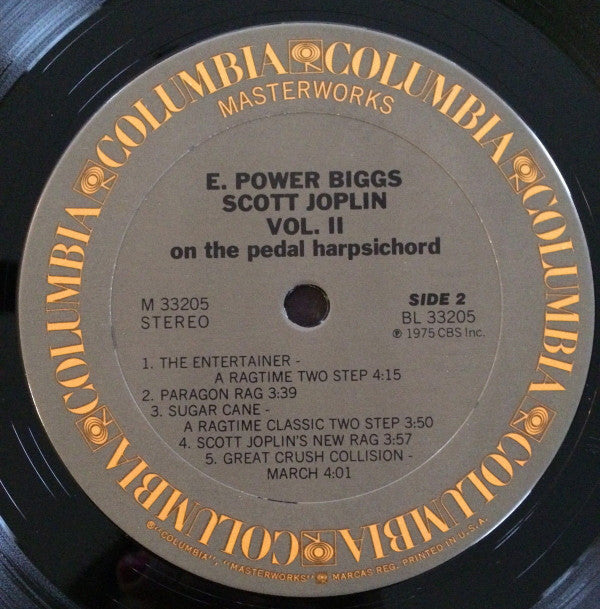 COLUMBIA COLUMBIA COLUMBIA COLUMBIA COLUMBIA COLUMBIA COLUMBIA COLUMBIA
MASTERWORKS
E. POWER BIGGS
SCOTT JOPLIN
VOL. II
on the pedal harpsichord
M 33205
STEREO
SIDE 2
BL 33205
℗ 1975 CBS Inc.
1. THE ENTERTAINER -
A RAGTIME TWO STEP 4:15
2. PARAGON RAG 3:39
3. SUGAR CANE -
A RAGTIME CLASSIC TWO STEP 3:50
4. SCOTT JOPLIN'S NEW RAG 3:57
5. GREAT CRUSH COLLISION -
MARCH 4:01
®"COLUMBIA", "MASTERWORKS" MARCAS REG. PRINTED IN U.S.A.